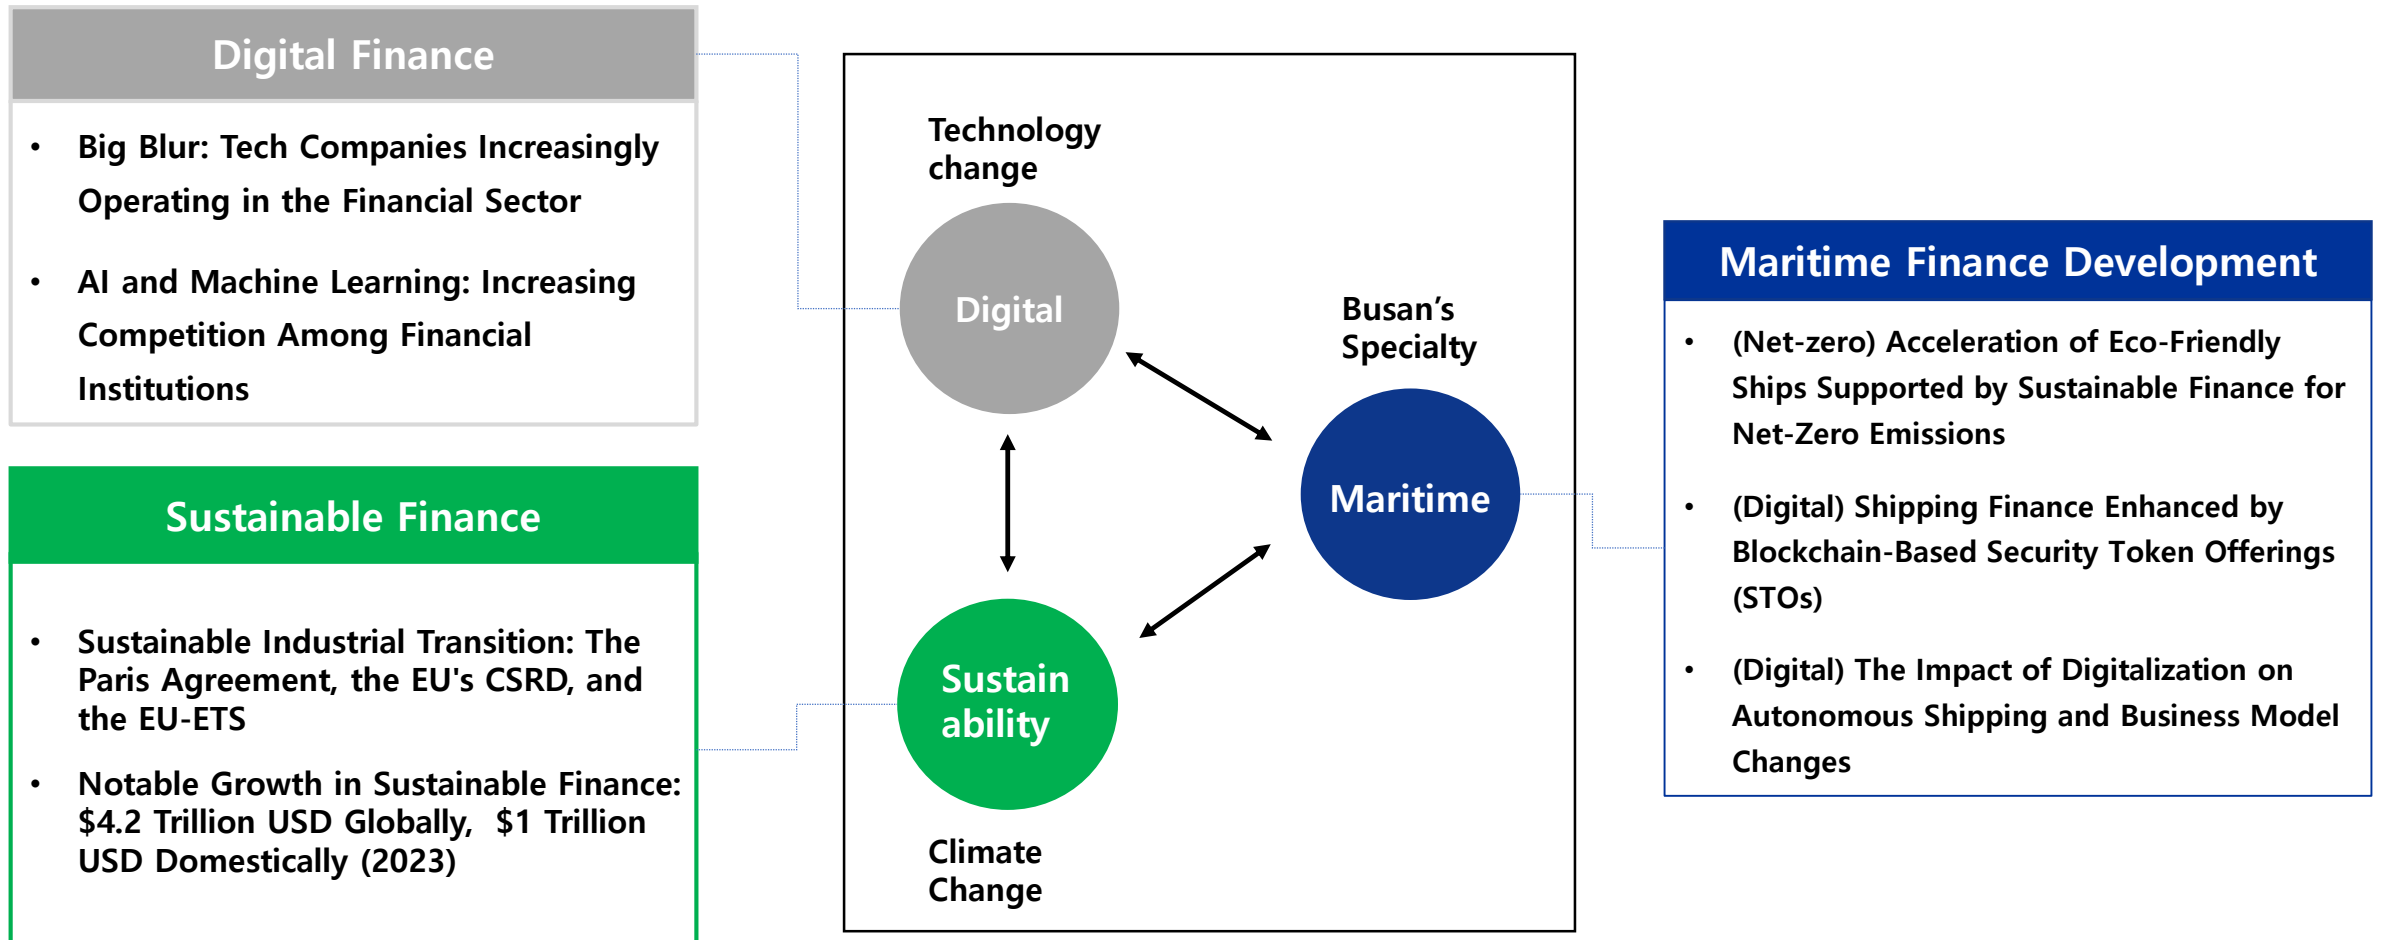 Digital Finance
• Big Blur: Tech Companies Increasingly
Operating in the Financial Sector
• AI and Machine Learning: Increasing
Competition Among Financial
Institutions
Sustainable Finance
• Sustainable Industrial Transition: The
Paris Agreement, the EU's CSRD, and
the EU-ETS
• Notable Growth in Sustainable Finance:
$4.2 Trillion USD Globally, $1 Trillion
USD Domestically (2023)
Technology
change
Digital
Busan’s
Specialty
Maritime
Sustain
ability
Climate
Change
Maritime Finance Development
• (Net-zero) Acceleration of Eco-Friendly
Ships Supported by Sustainable Finance for
Net-Zero Emissions
• (Digital) Shipping Finance Enhanced by
Blockchain-Based Security Token Offerings
(STOs)
• (Digital) The Impact of Digitalization on
Autonomous Shipping and Business Model
Changes